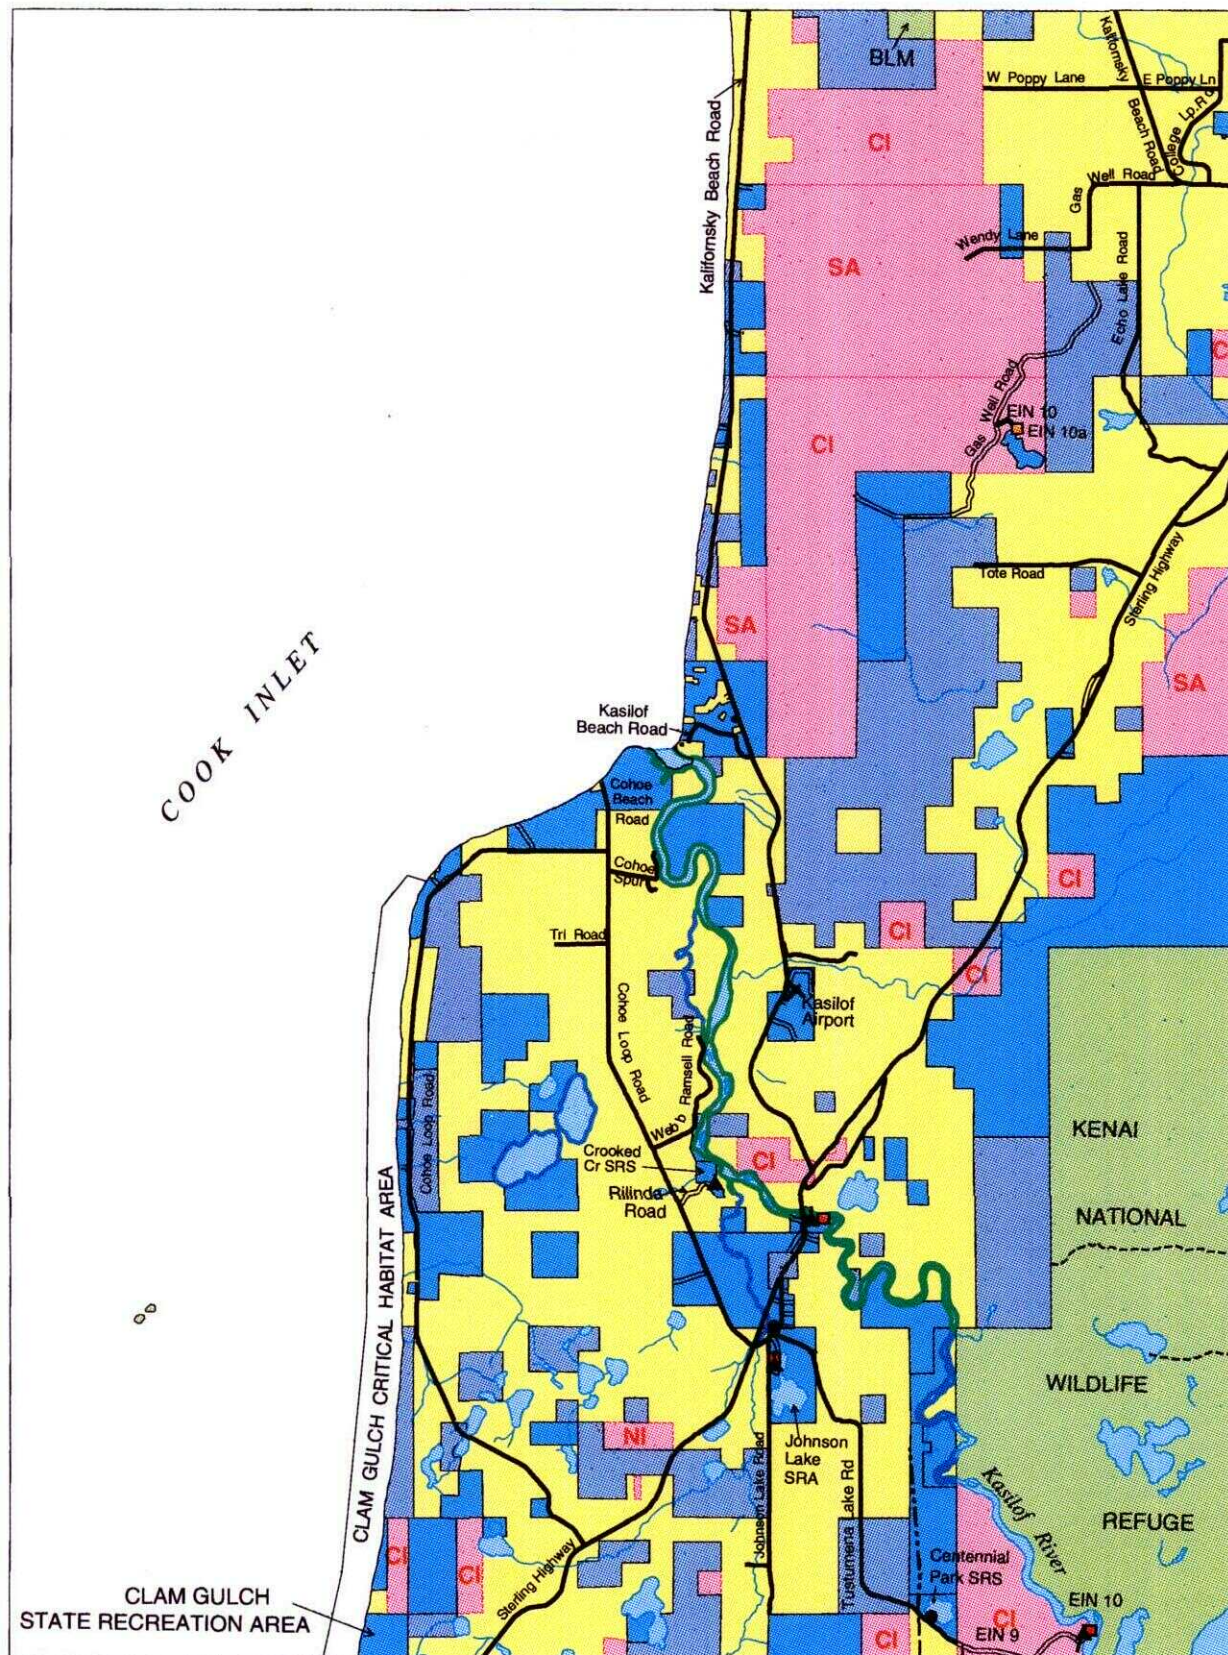 BLM
Kalifornsky
Beach Road
W Poppy Lane
E Poppy Ln
College Lp. Rd
Kalifornsky Beach Road
CI
Gas
Well Road
Wendy Lane
Echo Lake Road
SA
C
Gas Well Road
EIN 10
EIN 10a
CI
Tote Road
Sterling Highway
SA
SA
COOK INLET
Kasilof
Beach Road
Cohoe
Beach
Road
Cohoe
Spur
CI
CI
Tri Road
CI
Kasilof
Airport
Cohoe Loop Road
Webb Ramsell Road
Cohoe Loop Road
KENAI
Crooked
Cr SRS
CI
Rilinda
Road
NATIONAL
CLAM GULCH CRITICAL HABITAT AREA
WILDLIFE
NI
Johnson
Lake
SRA
Johnson Lake Road
Tustumena Lake Rd
Kasilof River
REFUGE
CI
CI
Sterling Highway
Centennial
Park SRS
CLAM GULCH
STATE RECREATION AREA
EIN 10
CI
EIN 9
CI